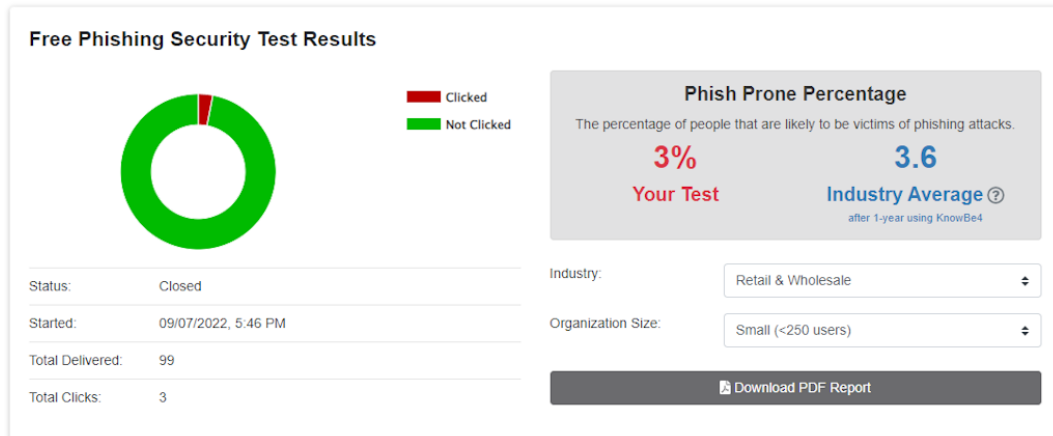 Free Phishing Security Test Results
Clicked
Not Clicked
Status: Closed
Started: 09/07/2022, 5:46 PM
Total Delivered: 99
Total Clicks: 3
Phish Prone Percentage
The percentage of people that are likely to be victims of phishing attacks.
3% 3.6
Your Test Industry Average ?
after 1-year using KnowBe4
Industry: Retail & Wholesale
Organization Size: Small (<250 users)
Download PDF Report